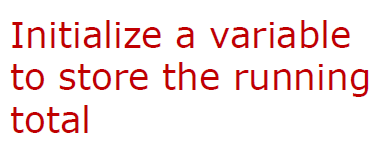 Initialize a variable
to store the running
total